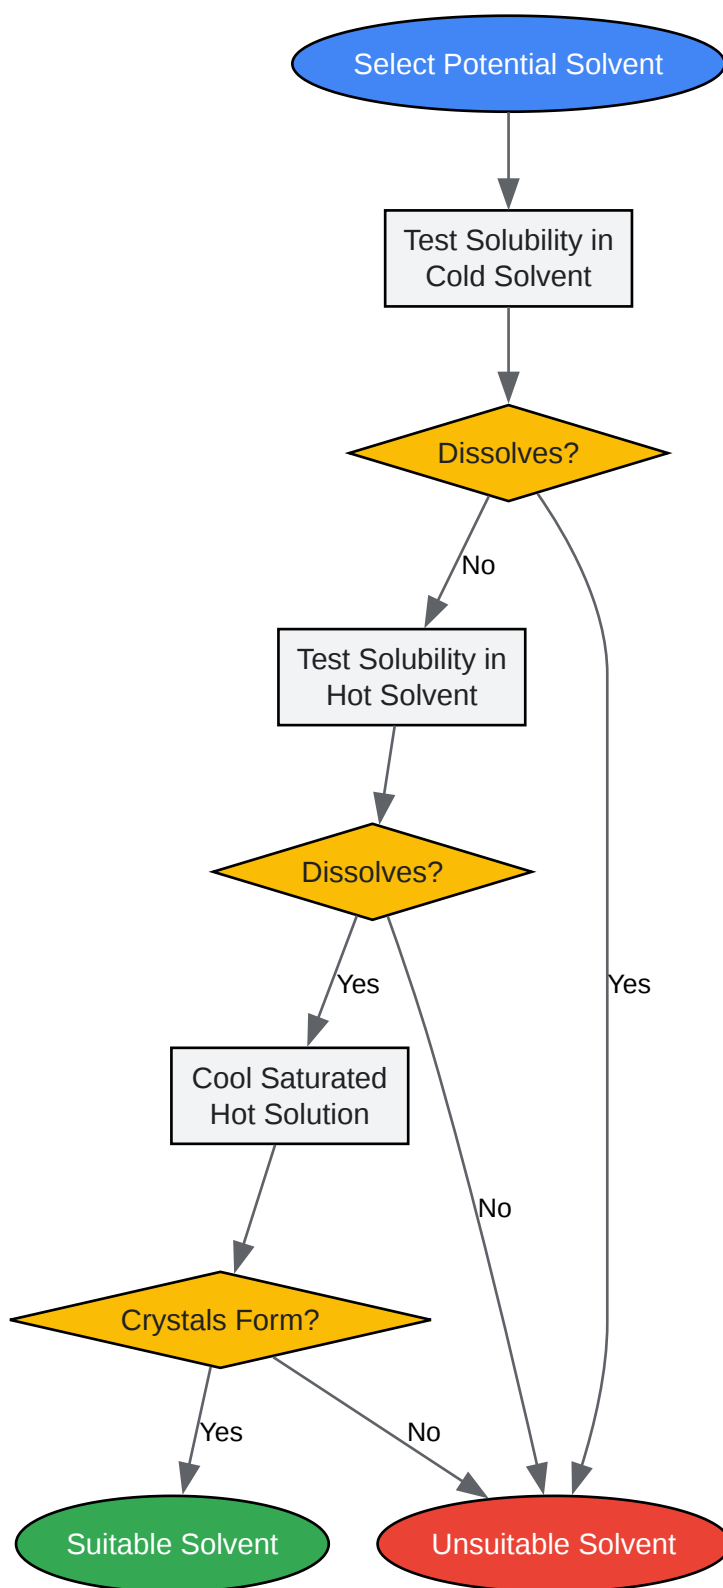 Select Potential Solvent
Test Solubility in
Cold Solvent
Dissolves?
No
Test Solubility in
Hot Solvent
Dissolves?
Yes
Yes
Cool Saturated
Hot Solution
No
Crystals Form?
Yes
No
Suitable Solvent
Unsuitable Solvent